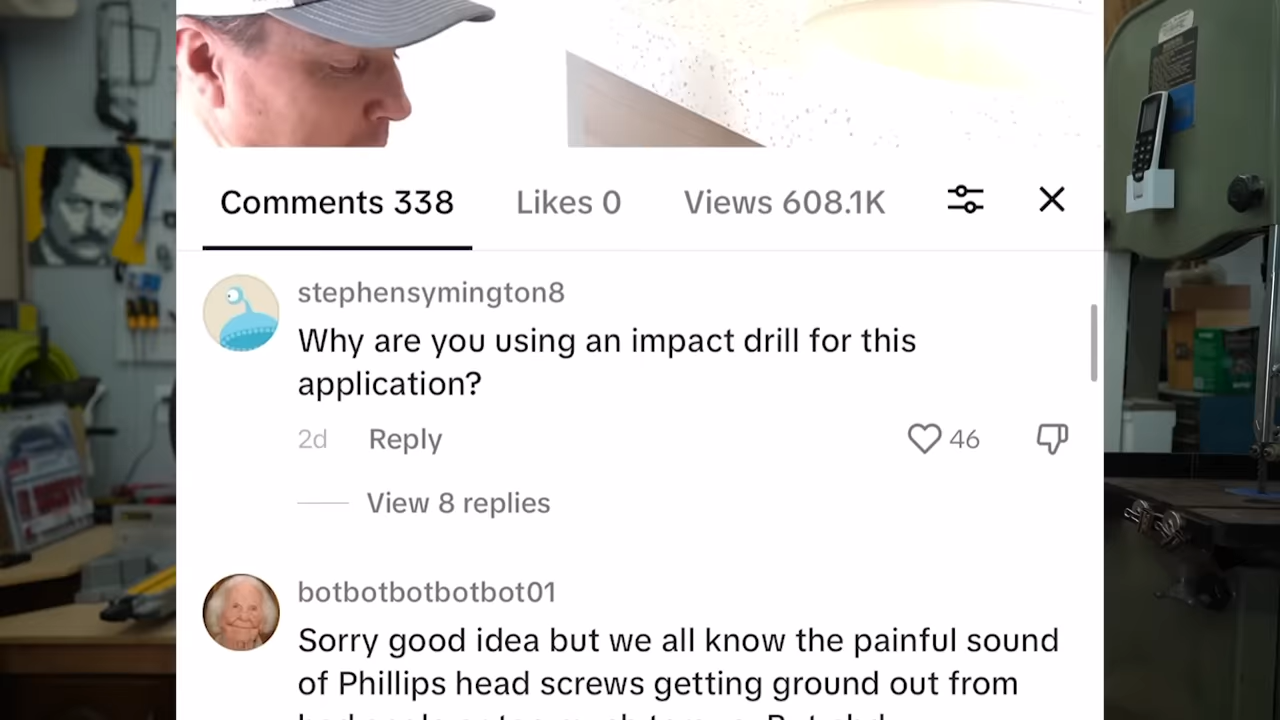 Comments 338 Likes 0 Views 608.1K
stephensymington8
Why are you using an impact drill for this
application?
2d Reply 46
View 8 replies
botbotbotbotbot01
Sorry good idea but we all know the painful sound
of Phillips head screws getting ground out from